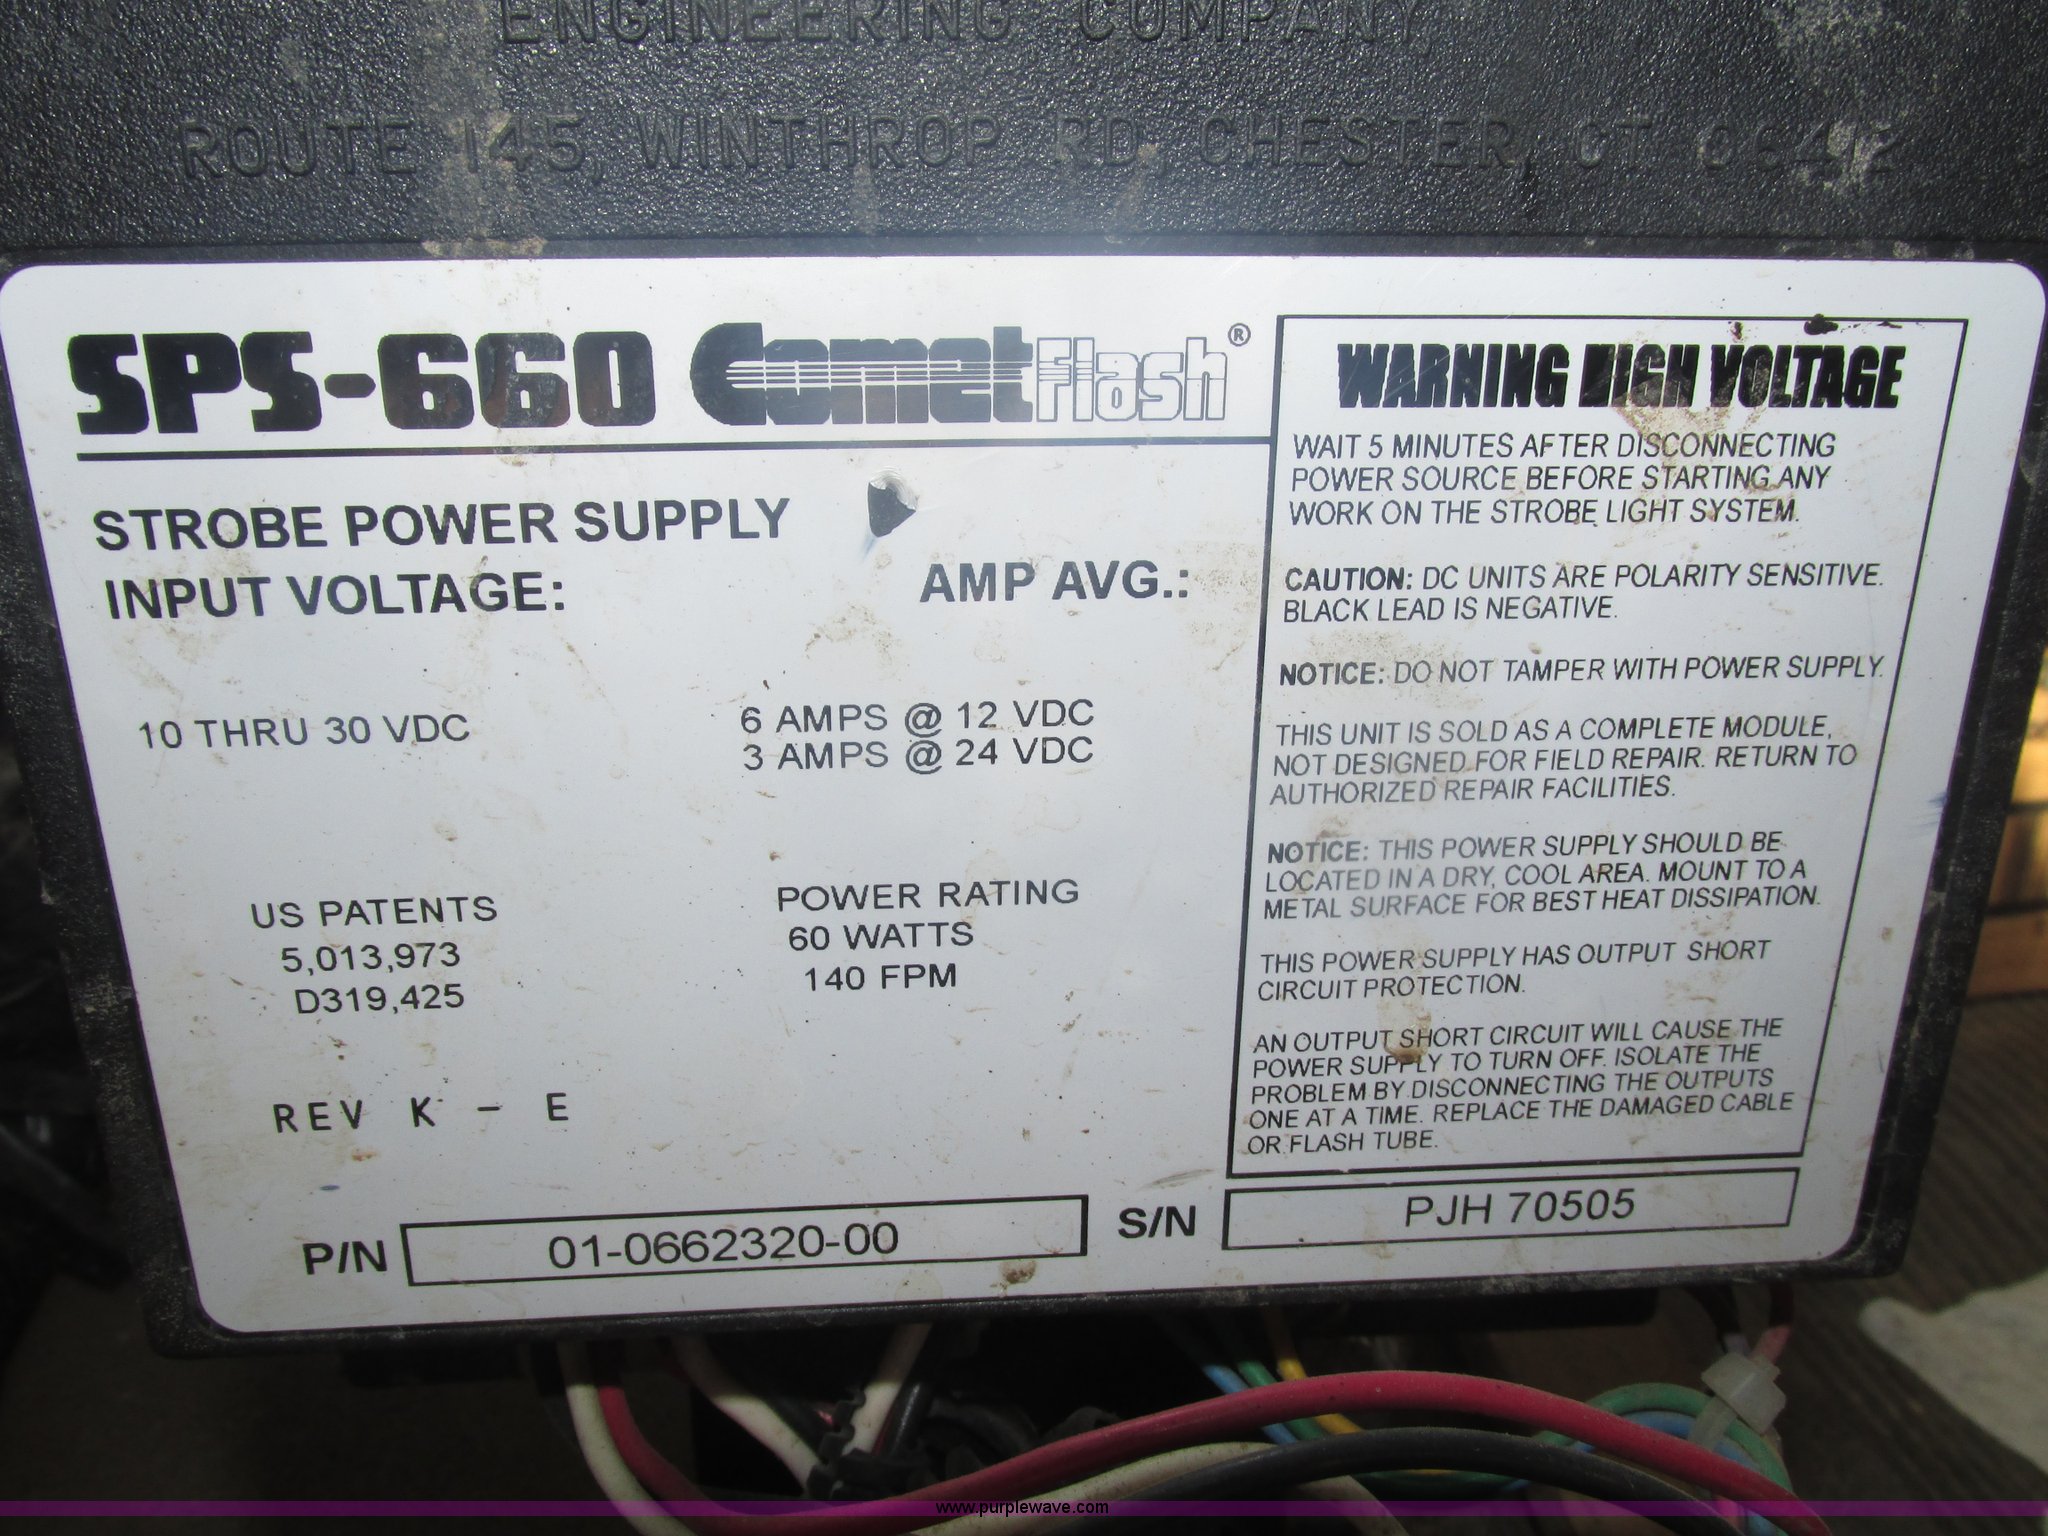 ENGINEERING COMPANY
ROUTE 145, WINTHROP RD, CHESTER, CT 06412
SPS-660 CometFlash®
STROBE POWER SUPPLY
INPUT VOLTAGE: AMP AVG.:
10 THRU 30 VDC
6 AMPS @ 12 VDC
3 AMPS @ 24 VDC
US PATENTS
5,013,973
D319,425
POWER RATING
60 WATTS
140 FPM
REV K - E
P/N 01-0662320-00
S/N PJH 70505
WARNING HIGH VOLTAGE
WAIT 5 MINUTES AFTER DISCONNECTING
POWER SOURCE BEFORE STARTING ANY
WORK ON THE STROBE LIGHT SYSTEM.
CAUTION: DC UNITS ARE POLARITY SENSITIVE.
BLACK LEAD IS NEGATIVE.
NOTICE: DO NOT TAMPER WITH POWER SUPPLY.
THIS UNIT IS SOLD AS A COMPLETE MODULE,
NOT DESIGNED FOR FIELD REPAIR. RETURN TO
AUTHORIZED REPAIR FACILITIES.
NOTICE: THIS POWER SUPPLY SHOULD BE
LOCATED IN A DRY, COOL AREA. MOUNT TO A
METAL SURFACE FOR BEST HEAT DISSIPATION.
THIS POWER SUPPLY HAS OUTPUT SHORT
CIRCUIT PROTECTION.
AN OUTPUT SHORT CIRCUIT WILL CAUSE THE
POWER SUPPLY TO TURN OFF. ISOLATE THE
PROBLEM BY DISCONNECTING THE OUTPUTS
ONE AT A TIME. REPLACE THE DAMAGED CABLE
OR FLASH TUBE.
www.purplewave.com